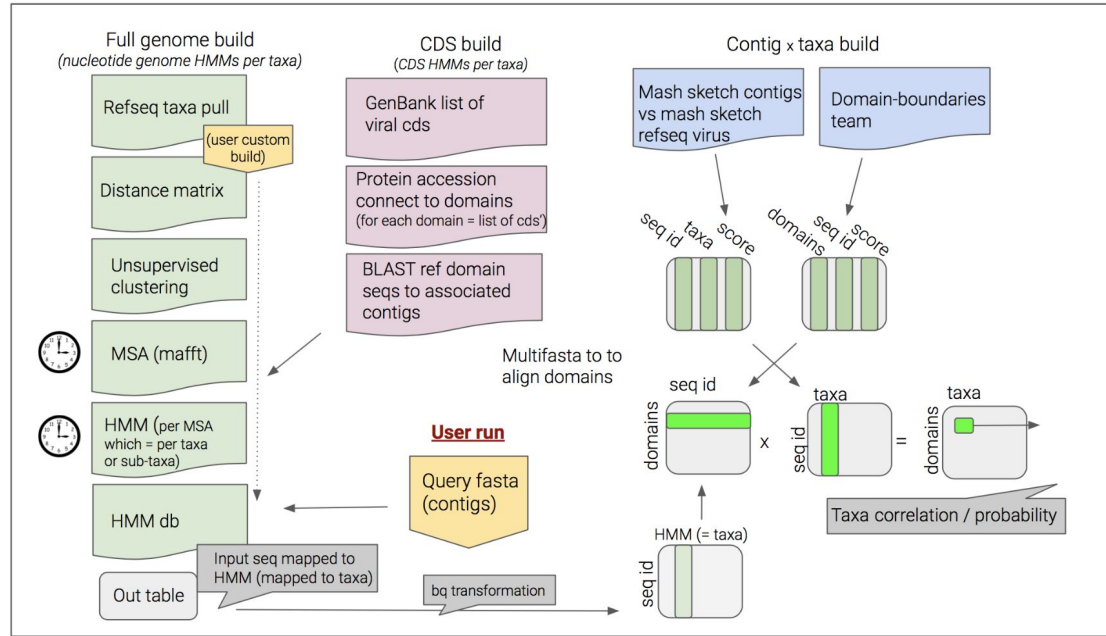 Full genome build
(nucleotide genome HMMs per taxa)
Refseq taxa pull
(user custom
build)
Distance matrix
Unsupervised
clustering
MSA (mafft)
HMM (per MSA
which = per taxa
or sub-taxa)
HMM db
Input seq mapped to
HMM (mapped to taxa)
Out table
CDS build
(CDS HMMs per taxa)
GenBank list of
viral cds
Protein accession
connect to domains
(for each domain = list of cds')
BLAST ref domain
seqs to associated
contigs
Multifasta to to
align domains
User run
Query fasta
(contigs)
bq transformation
Contig x taxa build
Mash sketch contigs
vs mash sketch
refseq virus
Domain-boundaries
team
seq id
taxa
score
domains
seq id
score
seq id
domains
x
taxa
seq id
=
taxa
domains
Taxa correlation / probability
HMM (= taxa)
seq id